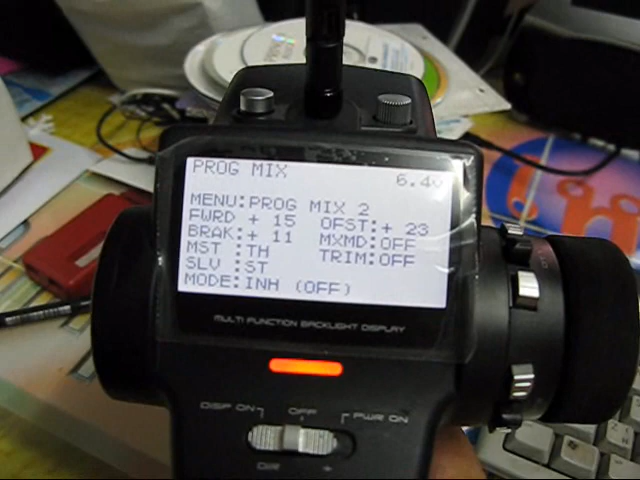 PROG MIX 6.4v
MENU:PROG MIX 2
FWRD + 15 OFST:+ 23
BRAK:+ 11 MXMD:OFF
MST :TH TRIM:OFF
SLV :ST
MODE:INH (OFF)
MULTI FUNCTION BACKLIGHT DISPLAY
DISP ON OFF PWR ON